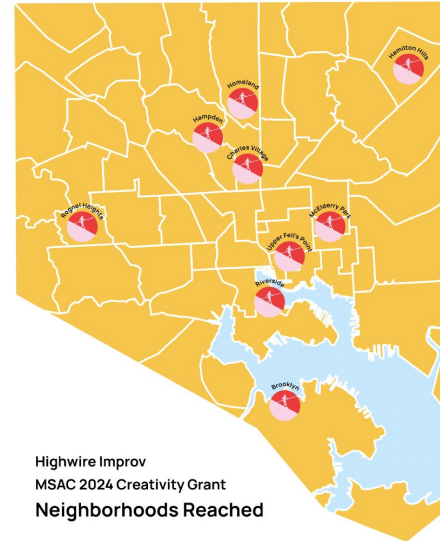 Hamilton Hills
Homeland
Hampden
Charles Village
Rognel Heights
McElderry Park
Upper Fell's Point
Riverside
Brooklyn
Highwire Improv
MSAC 2024 Creativity Grant
Neighborhoods Reached